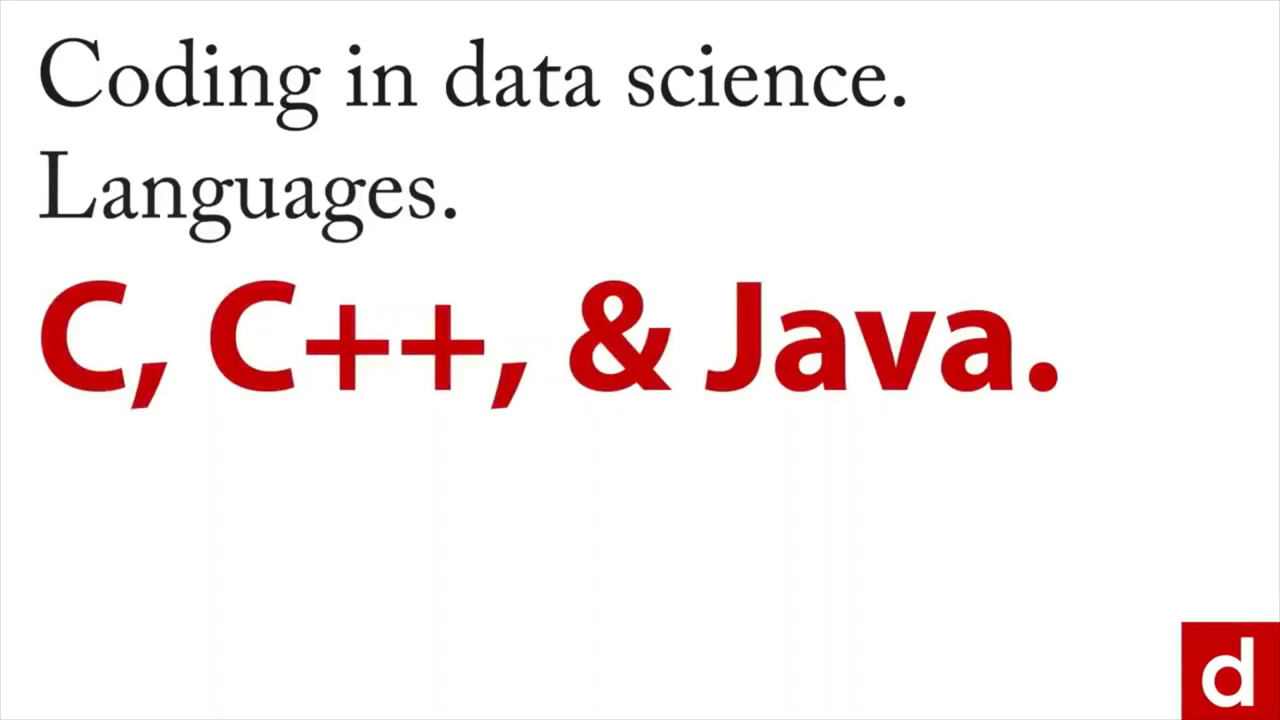 Coding in data science.
Languages.
C, C++, & Java.
d